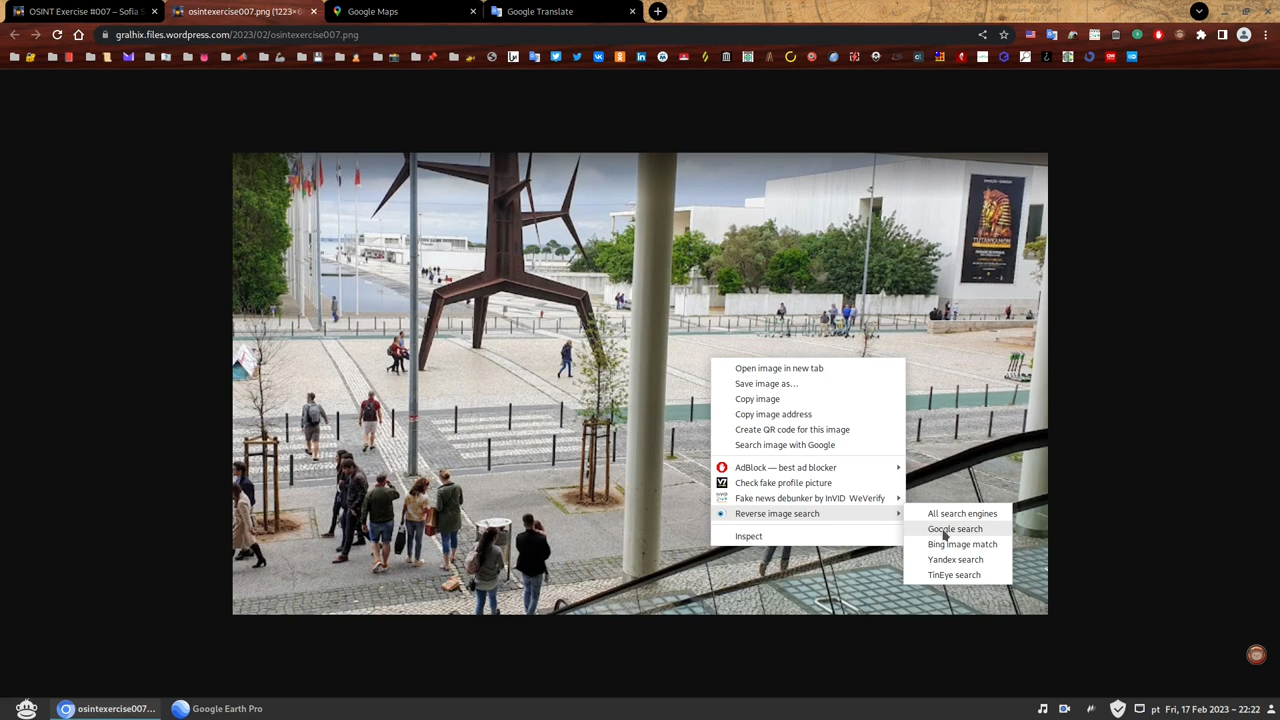 OSINT Exercise #007 – Sofia S
osintexercise007.png (1223×6
Google Maps
Google Translate
gralhix.files.wordpress.com/2023/02/osintexercise007.png
TUTANKAMON
Open image in new tab
Save image as…
Copy image
Copy image address
Create QR code for this image
Search image with Google
AdBlock — best ad blocker
Check fake profile picture
Fake news debunker by InVID WeVerify
Reverse image search
Inspect
All search engines
Google search
Bing image match
Yandex search
TinEye search
osintexercise007...
Google Earth Pro
pt Fri, 17 Feb 2023 ~ 22:22